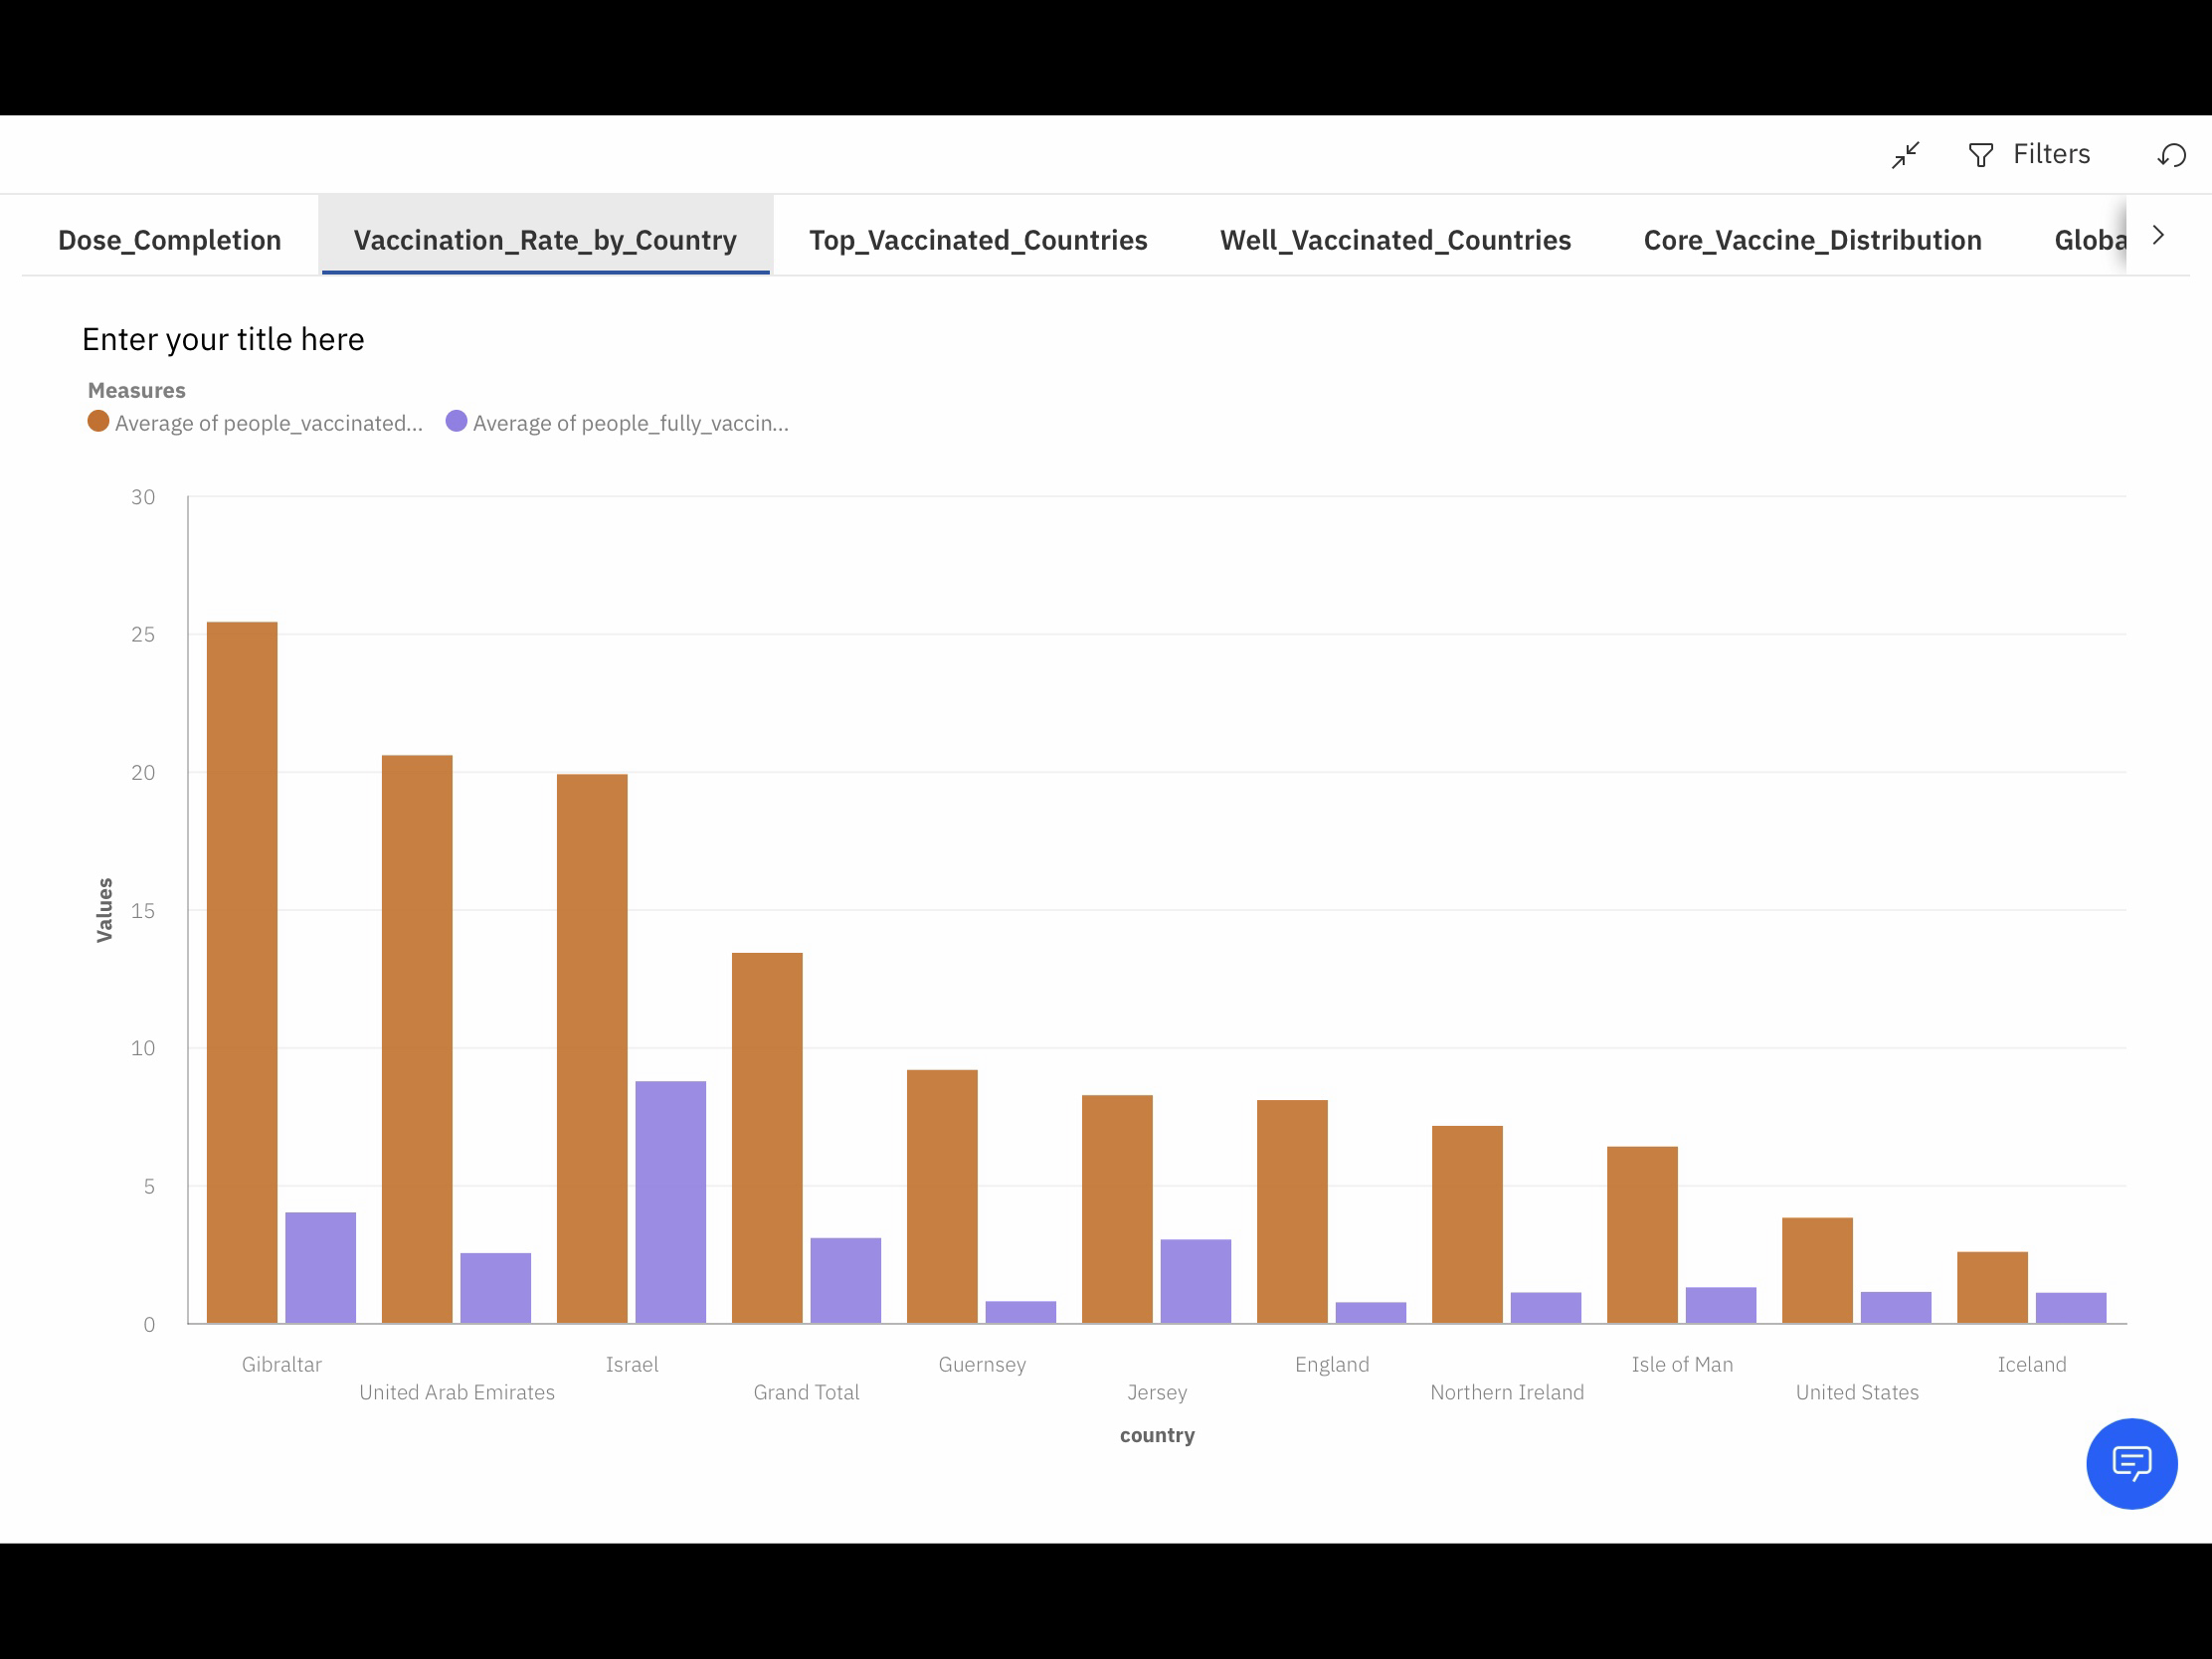 Filters
Dose_Completion Vaccination_Rate_by_Country Top_Vaccinated_Countries Well_Vaccinated_Countries Core_Vaccine_Distribution Globa
Enter your title here
Measures
Average of people_vaccinated... Average of people_fully_vaccin...
30
25
20
15
10
5
0
Values
Gibraltar Israel Guernsey England Isle of Man Iceland
United Arab Emirates Grand Total Jersey Northern Ireland United States
country